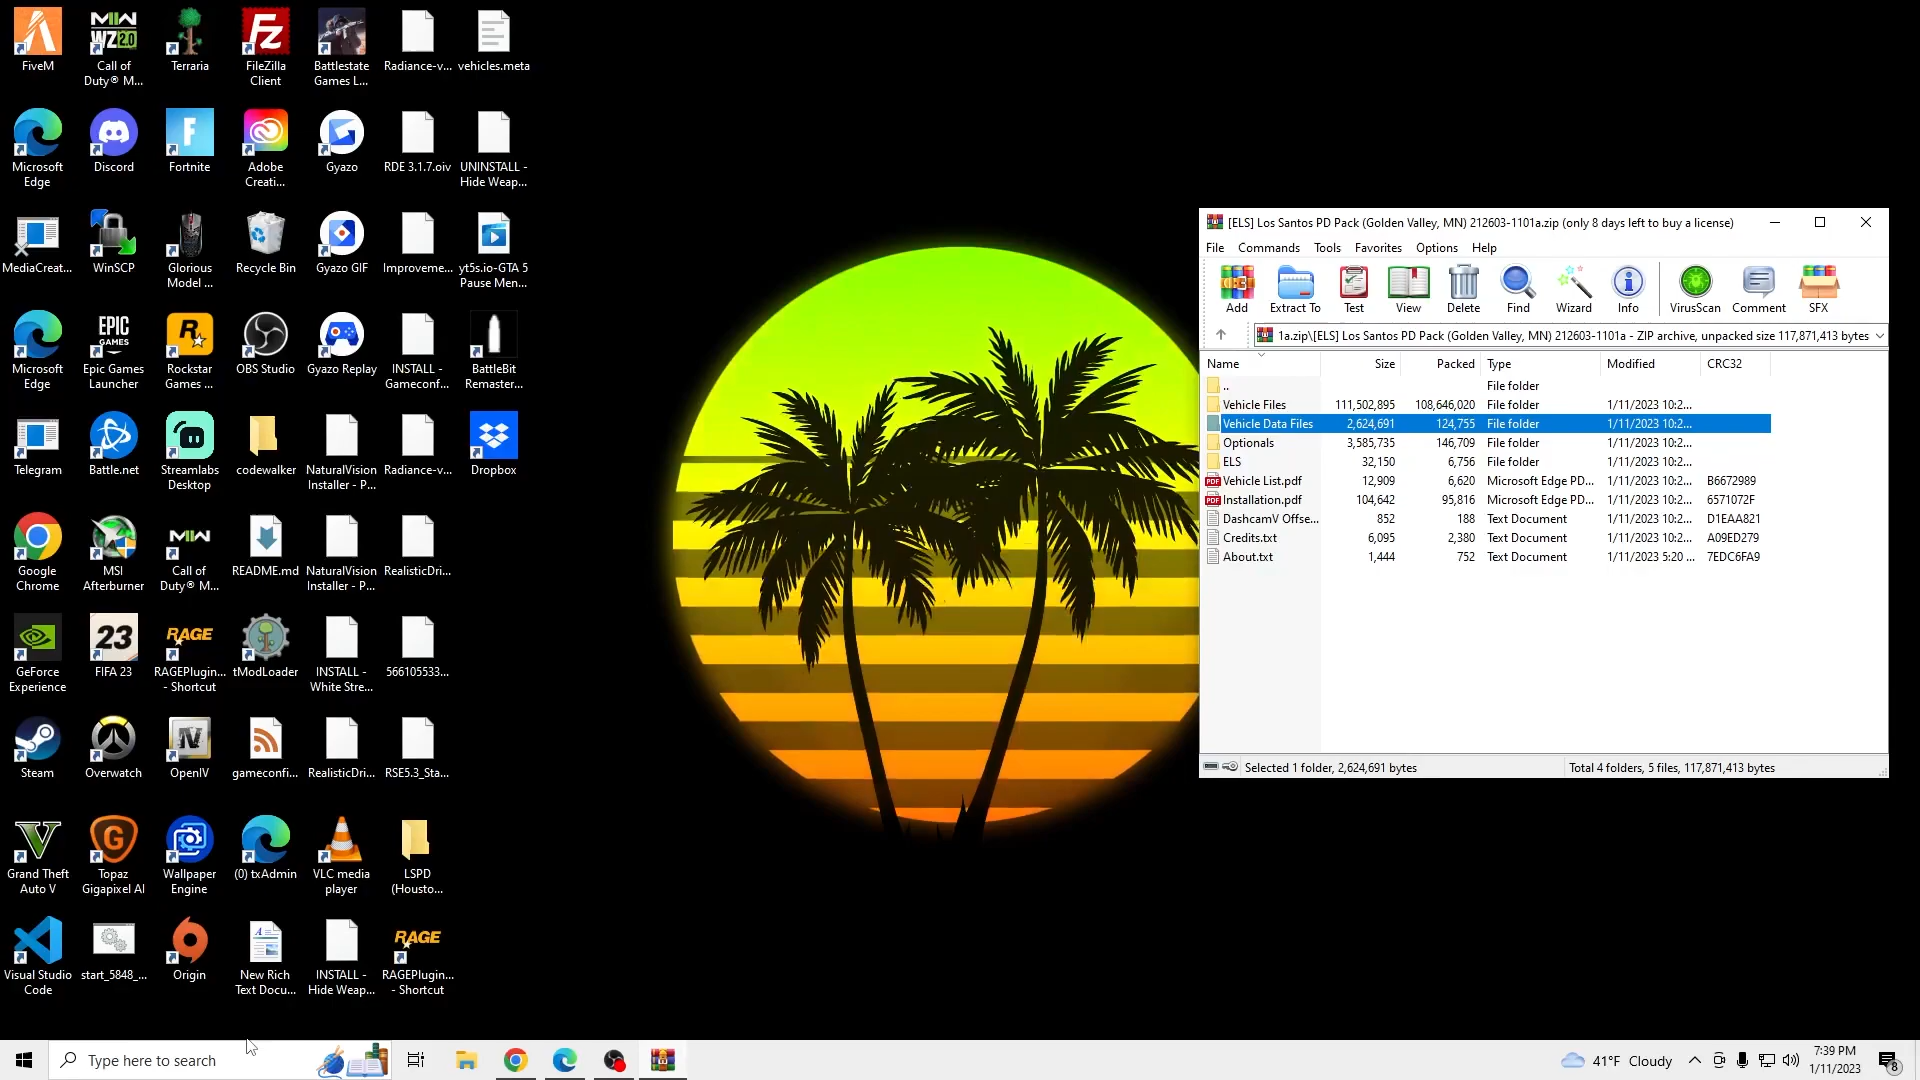 FiveM
Call of
Duty® M...
Terraria
FileZilla
Client
Battlestate
Games L...
Radiance-v...
vehicles.meta
Microsoft
Edge
Discord
Fortnite
Adobe
Creati...
Gyazo
RDE 3.1.7.oiv
UNINSTALL -
Hide Weap...
MediaCreat...
WinSCP
Glorious
Model ...
Recycle Bin
Gyazo GIF
Improveme...
yt5s.io-GTA 5
Pause Men...
Microsoft
Edge
EPIC
GAMES
Epic Games
Launcher
Rockstar
Games ...
OBS Studio
Gyazo Replay
INSTALL -
Gameconf...
BattleBit
Remaster...
Telegram
Battle.net
Streamlabs
Desktop
codewalker
NaturalVision
Installer - P...
Radiance-v...
Dropbox
Google
Chrome
MSI
Afterburner
Call of
Duty® M...
README.md
NaturalVision
Installer - P...
RealisticDri...
GeForce
Experience
23
FIFA 23
RAGE
RAGEPlugin...
- Shortcut
tModLoader
INSTALL -
White Stre...
566105533...
Steam
Overwatch
OpenIV
gameconfi...
RealisticDri...
RSE5.3_Sta...
Grand Theft
Auto V
Topaz
Gigapixel AI
Wallpaper
Engine
(0) txAdmin
VLC media
player
LSPD
(Housto...
Visual Studio
Code
start_5848_...
Origin
New Rich
Text Docu...
INSTALL -
Hide Weap...
RAGE
RAGEPlugin...
- Shortcut
[ELS] Los Santos PD Pack (Golden Valley, MN) 212603-1101a.zip (only 8 days left to buy a license)
File Commands Tools Favorites Options Help
Add Extract To Test View Delete Find Wizard Info VirusScan Comment SFX
1a.zip\[ELS] Los Santos PD Pack (Golden Valley, MN) 212603-1101a - ZIP archive, unpacked size 117,871,413 bytes
Name Size Packed Type Modified CRC32
.. File folder
Vehicle Files 111,502,895 108,646,020 File folder 1/11/2023 10:2...
Vehicle Data Files 2,624,691 124,755 File folder 1/11/2023 10:2...
Optionals 3,585,735 146,709 File folder 1/11/2023 10:2...
ELS 32,150 6,756 File folder 1/11/2023 10:2...
Vehicle List.pdf 12,909 6,620 Microsoft Edge PD... 1/11/2023 10:2... B6672989
Installation.pdf 104,642 95,816 Microsoft Edge PD... 1/11/2023 10:2... 6571072F
DashcamV Offse... 852 188 Text Document 1/11/2023 10:2... D1EAA821
Credits.txt 6,095 2,380 Text Document 1/11/2023 10:2... A09ED279
About.txt 1,444 752 Text Document 1/11/2023 5:20 ... 7EDC6FA9
Selected 1 folder, 2,624,691 bytes
Total 4 folders, 5 files, 117,871,413 bytes
Type here to search
41°F Cloudy
7:39 PM
1/11/2023
8